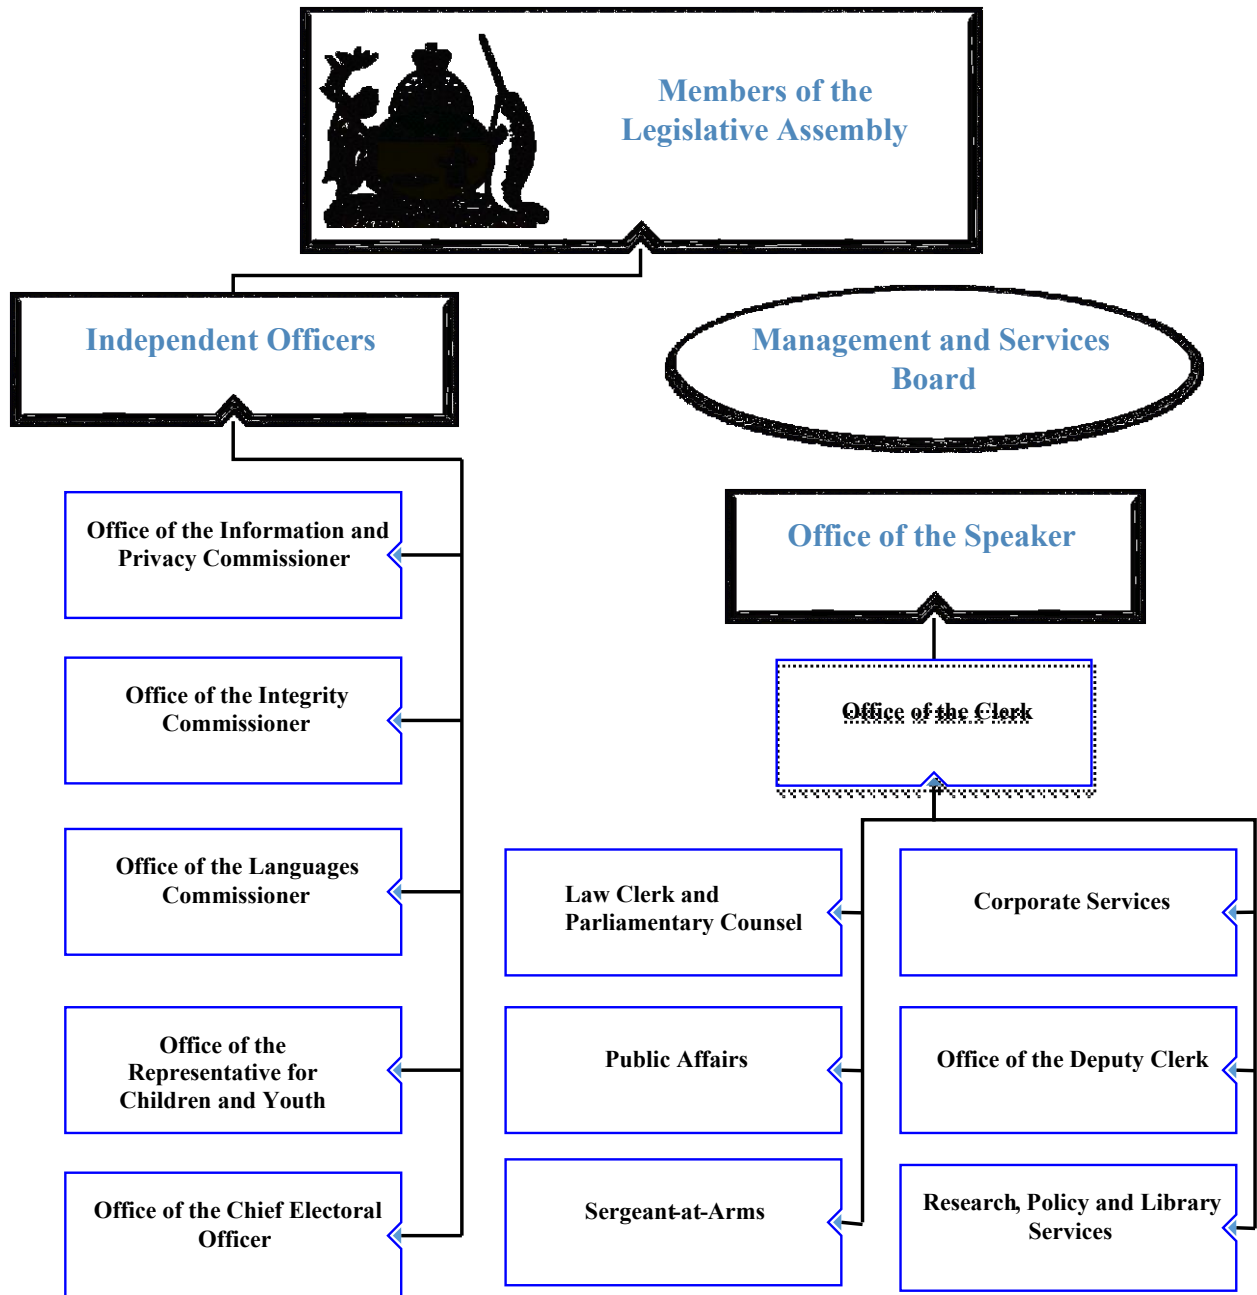 Members of the
Legislative Assembly
Independent Officers
Management and Services
Board
Office of the Information and
Privacy Commissioner
Office of the Speaker
Office of the Integrity
Commissioner
Office of the Clerk
Office of the Languages
Commissioner
Law Clerk and
Parliamentary Counsel
Corporate Services
Office of the
Representative for
Children and Youth
Public Affairs
Office of the Deputy Clerk
Office of the Chief Electoral
Officer
Sergeant-at-Arms
Research, Policy and Library
Services